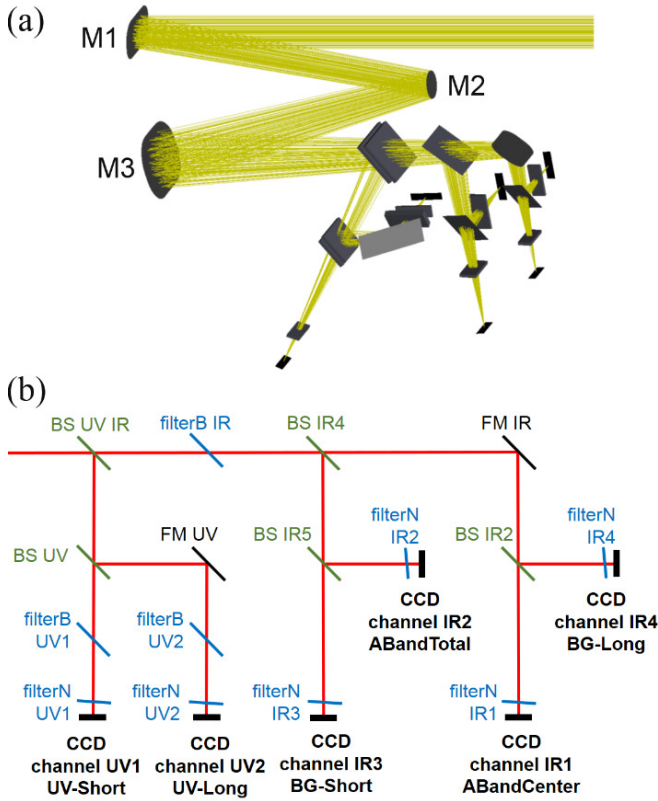 (a)
M1
M2
M3
(b)
BS UV IR
filterB IR
BS IR4
FM IR
BS UV
FM UV
BS IR5
filterN
IR2
BS IR2
filterN
IR4
filterB
UV1
filterB
UV2
CCD
channel IR2
ABandTotal
CCD
channel IR4
BG-Long
filterN
UV1
filterN
UV2
filterN
IR3
filterN
IR1
CCD
channel UV1
UV-Short
CCD
channel UV2
UV-Long
CCD
channel IR3
BG-Short
CCD
channel IR1
ABandCenter